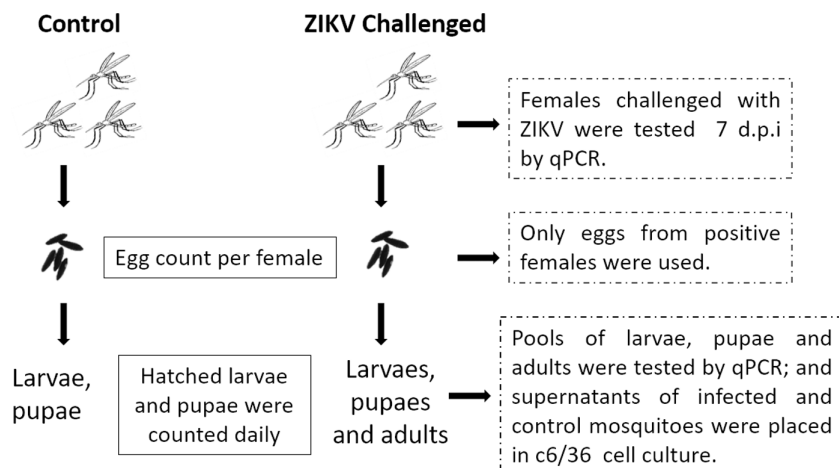 Control
ZIKV Challenged
Females challenged with
ZIKV were tested 7 d.p.i
by qPCR.
Egg count per female
Only eggs from positive
females were used.
Larvae,
pupae
Hatched larvae
and pupae were
counted daily
Larvaes,
pupaes
and adults
Pools of larvae, pupae and
adults were tested by qPCR; and
supernatants of infected and
control mosquitoes were placed
in c6/36 cell culture.